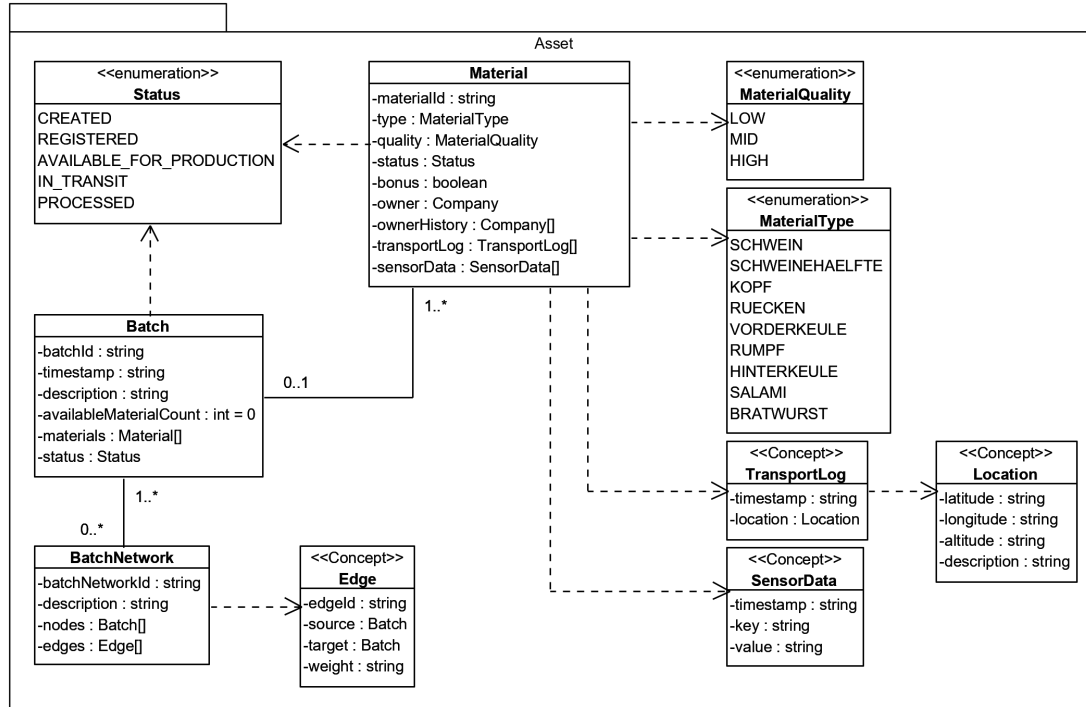 Asset
<<enumeration>>
Status
CREATED
REGISTERED
AVAILABLE_FOR_PRODUCTION
IN_TRANSIT
PROCESSED
Material
-materialId : string
-type : MaterialType
-quality : MaterialQuality
-status : Status
-bonus : boolean
-owner : Company
-ownerHistory : Company[]
-transportLog : TransportLog[]
-sensorData : SensorData[]
<<enumeration>>
MaterialQuality
LOW
MID
HIGH
<<enumeration>>
MaterialType
SCHWEIN
SCHWEINEHAELFTE
KOPF
RUECKEN
VORDERKEULE
RUMPF
HINTERKEULE
SALAMI
BRATWURST
1..*
0..1
Batch
-batchId : string
-timestamp : string
-description : string
-availableMaterialCount : int = 0
-materials : Material[]
-status : Status
1..*
0..*
<<Concept>>
TransportLog
-timestamp : string
-location : Location
<<Concept>>
Location
-latitude : string
-longitude : string
-altitude : string
-description : string
BatchNetwork
-batchNetworkId : string
-description : string
-nodes : Batch[]
-edges : Edge[]
<<Concept>>
Edge
-edgeId : string
-source : Batch
-target : Batch
-weight : string
<<Concept>>
SensorData
-timestamp : string
-key : string
-value : string